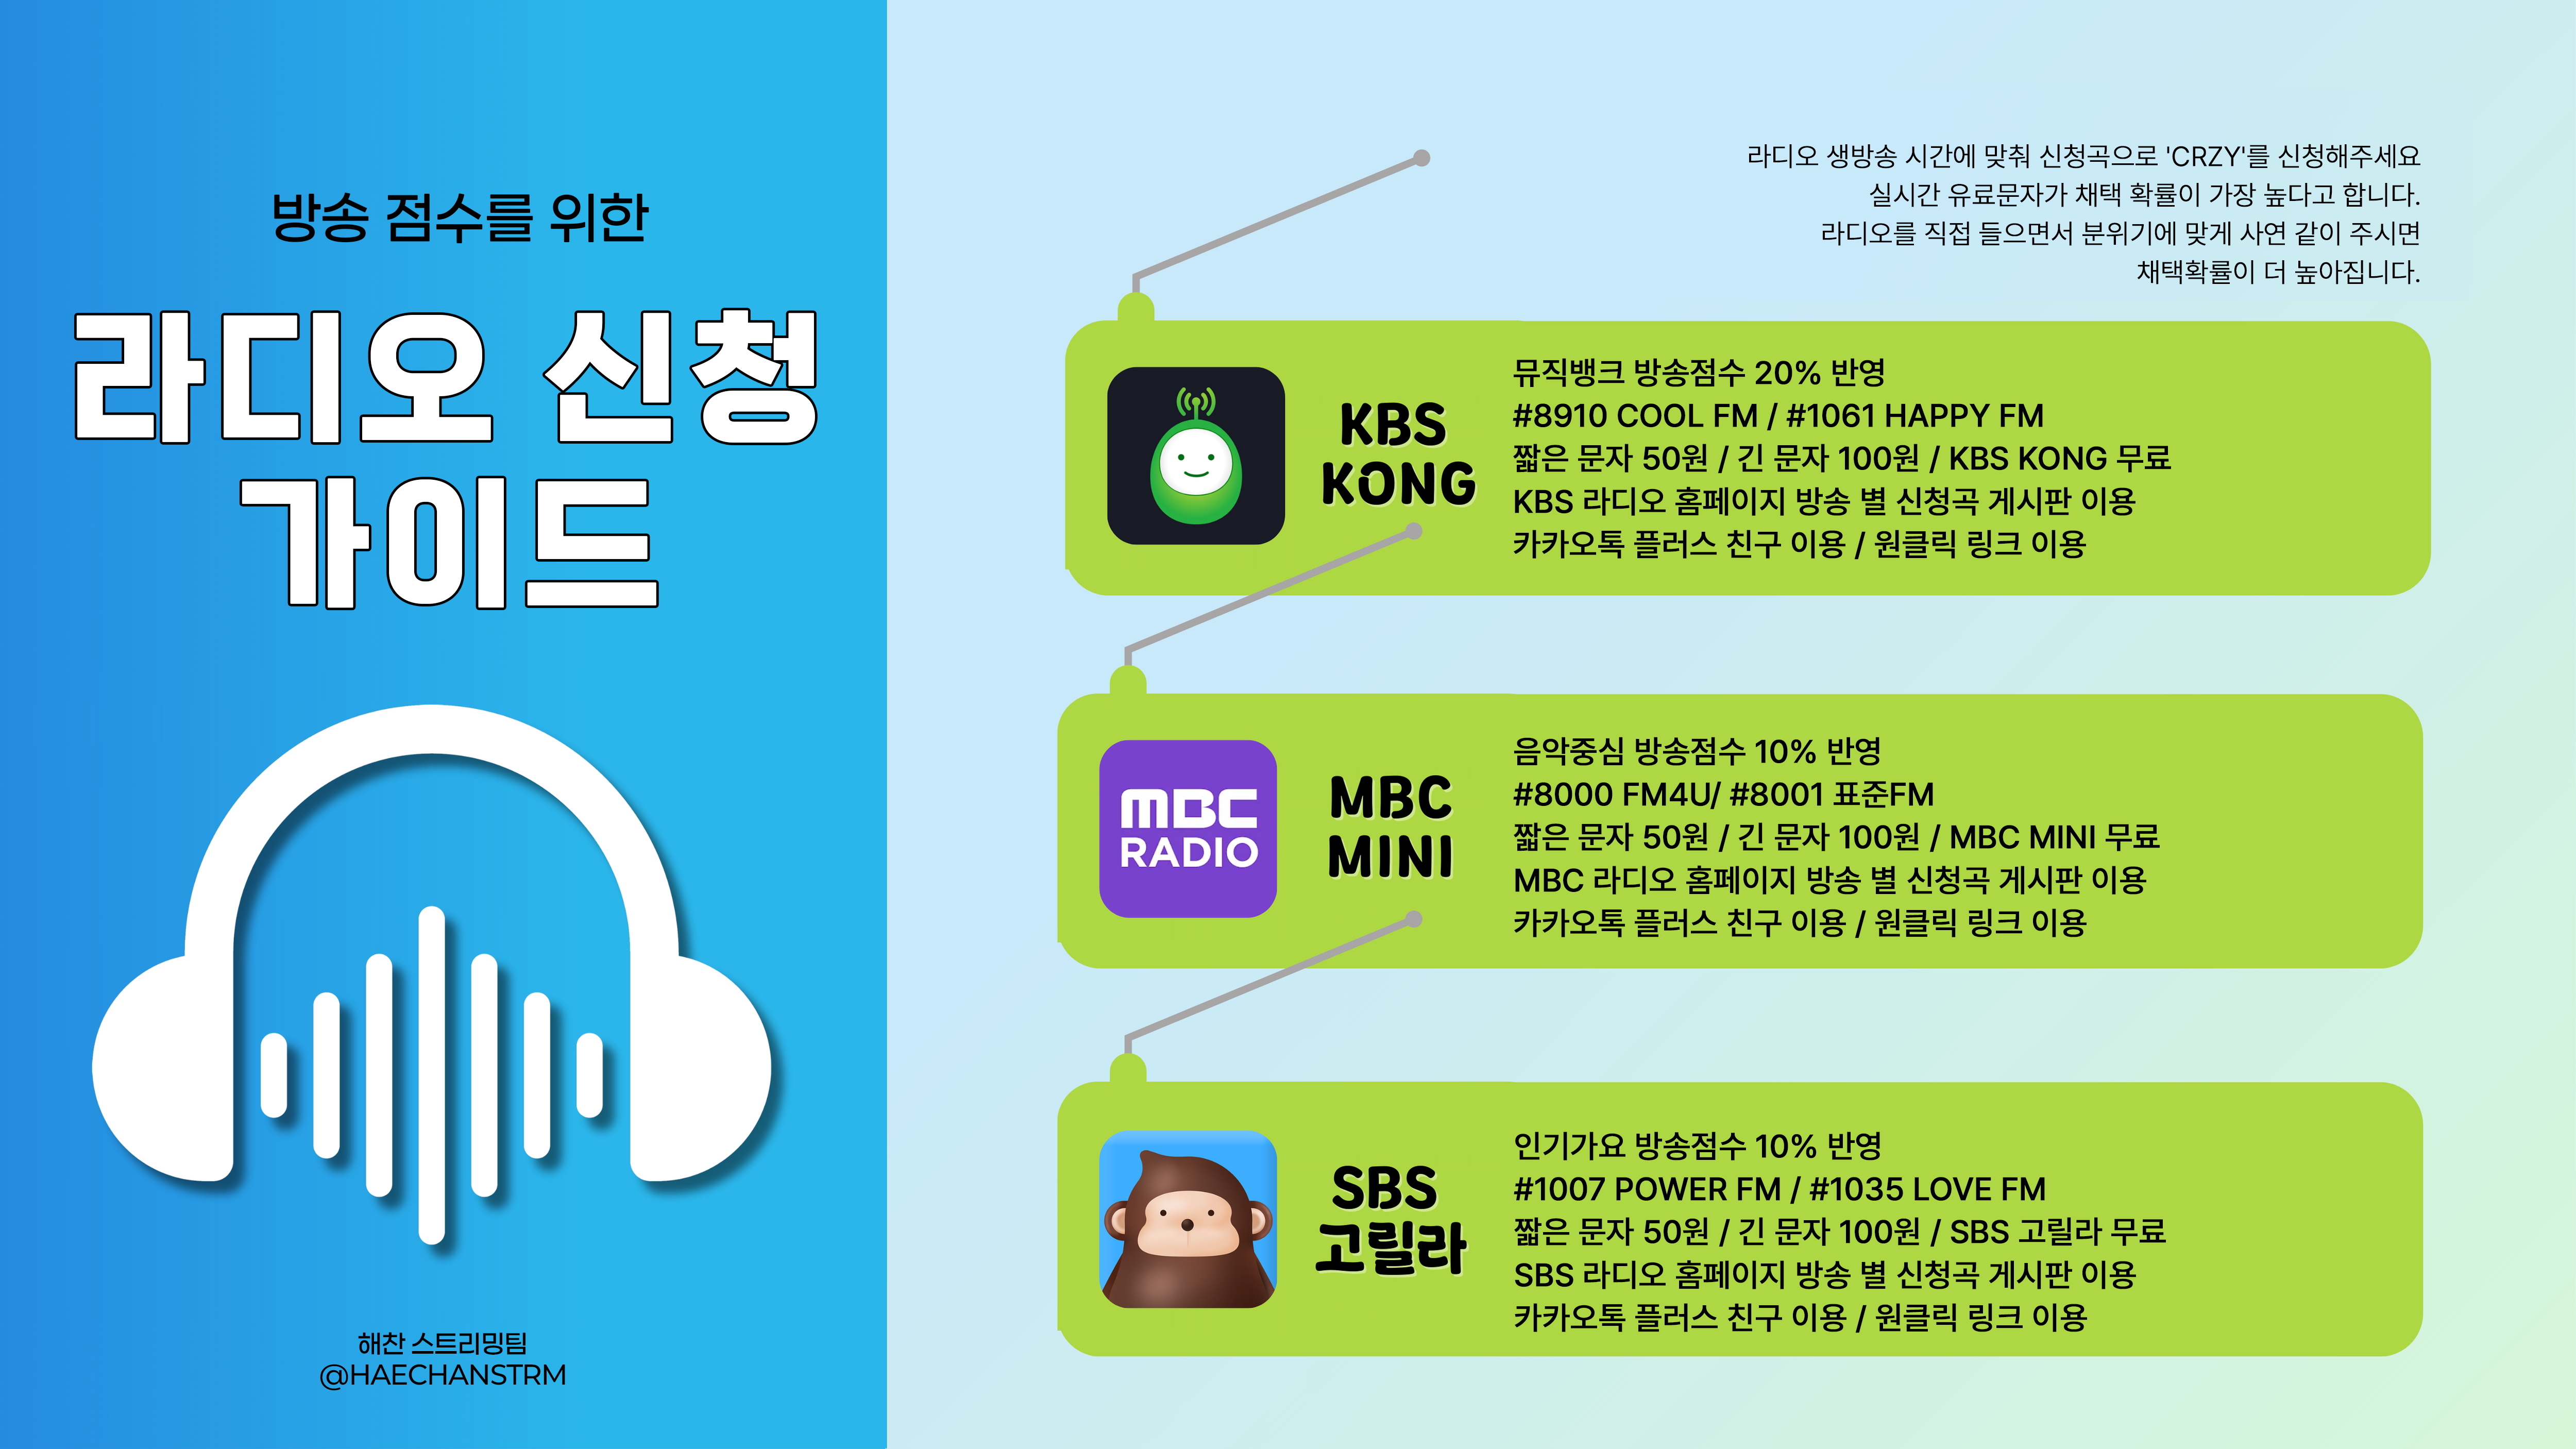 방송 점수를 위한
라디오 신청
가이드
해찬 스트리밍팀
@HAECHANSTRM
라디오 생방송 시간에 맞춰 신청곡으로 'CRZY'를 신청해주세요
실시간 유료문자가 채택 확률이 가장 높다고 합니다.
라디오를 직접 들으면서 분위기에 맞게 사연 같이 주시면
채택확률이 더 높아집니다.
KBS
KONG
뮤직뱅크 방송점수 20% 반영
#8910 COOL FM / #1061 HAPPY FM
짧은 문자 50원 / 긴 문자 100원 / KBS KONG 무료
KBS 라디오 홈페이지 방송 별 신청곡 게시판 이용
카카오톡 플러스 친구 이용 / 원클릭 링크 이용
MBC
RADIO
MBC
MINI
음악중심 방송점수 10% 반영
#8000 FM4U/ #8001 표준FM
짧은 문자 50원 / 긴 문자 100원 / MBC MINI 무료
MBC 라디오 홈페이지 방송 별 신청곡 게시판 이용
카카오톡 플러스 친구 이용 / 원클릭 링크 이용
SBS
고릴라
인기가요 방송점수 10% 반영
#1007 POWER FM / #1035 LOVE FM
짧은 문자 50원 / 긴 문자 100원 / SBS 고릴라 무료
SBS 라디오 홈페이지 방송 별 신청곡 게시판 이용
카카오톡 플러스 친구 이용 / 원클릭 링크 이용